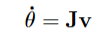 θ̇ = Jv